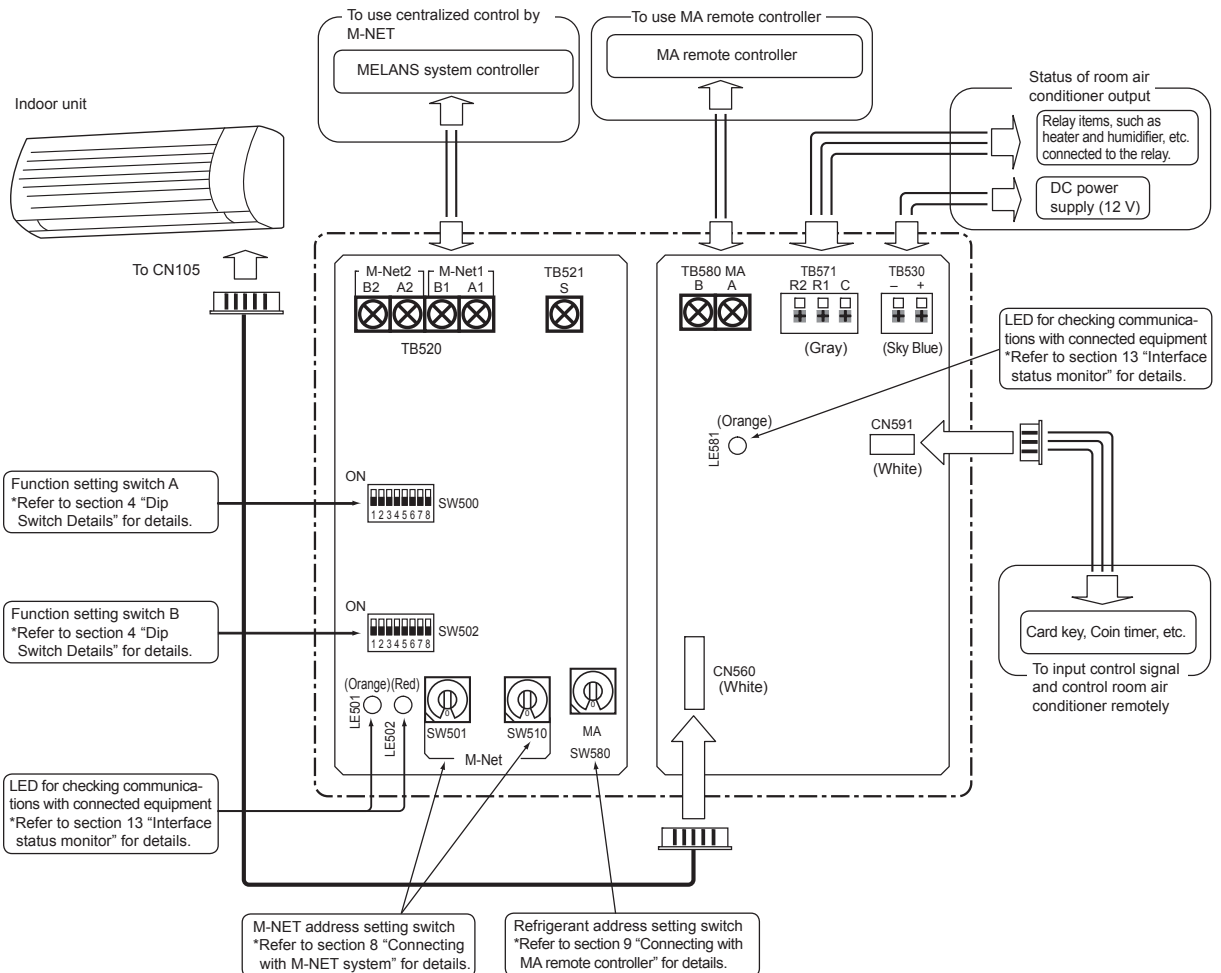 To use centralized control by
M-NET
MELANS system controller
To use MA remote controller
MA remote controller
Status of room air
conditioner output
Relay items, such as
heater and humidifier, etc.
connected to the relay.
DC power
supply (12 V)
Indoor unit
To CN105
M-Net2 M-Net1
B2 A2 B1 A1
TB520
TB521
S
TB580 MA
B A
TB571
R2 R1 C
(Gray)
TB530
– +
(Sky Blue)
LED for checking communica-
tions with connected equipment
*Refer to section 13 “Interface
status monitor” for details.
(Orange)
LE581
CN591
(White)
Function setting switch A
*Refer to section 4 “Dip
Switch Details” for details.
ON
1 2 3 4 5 6 7 8
SW500
Function setting switch B
*Refer to section 4 “Dip
Switch Details” for details.
ON
1 2 3 4 5 6 7 8
SW502
Card key, Coin timer, etc.
To input control signal
and control room air
conditioner remotely
CN560
(White)
(Orange) (Red)
LE501
LE502
0
SW501
0
SW510
M-Net
0
MA
SW580
LED for checking communica-
tions with connected equipment
*Refer to section 13 “Interface
status monitor” for details.
M-NET address setting switch
*Refer to section 8 “Connecting
with M-NET system” for details.
Refrigerant address setting switch
*Refer to section 9 “Connecting with
MA remote controller” for details.